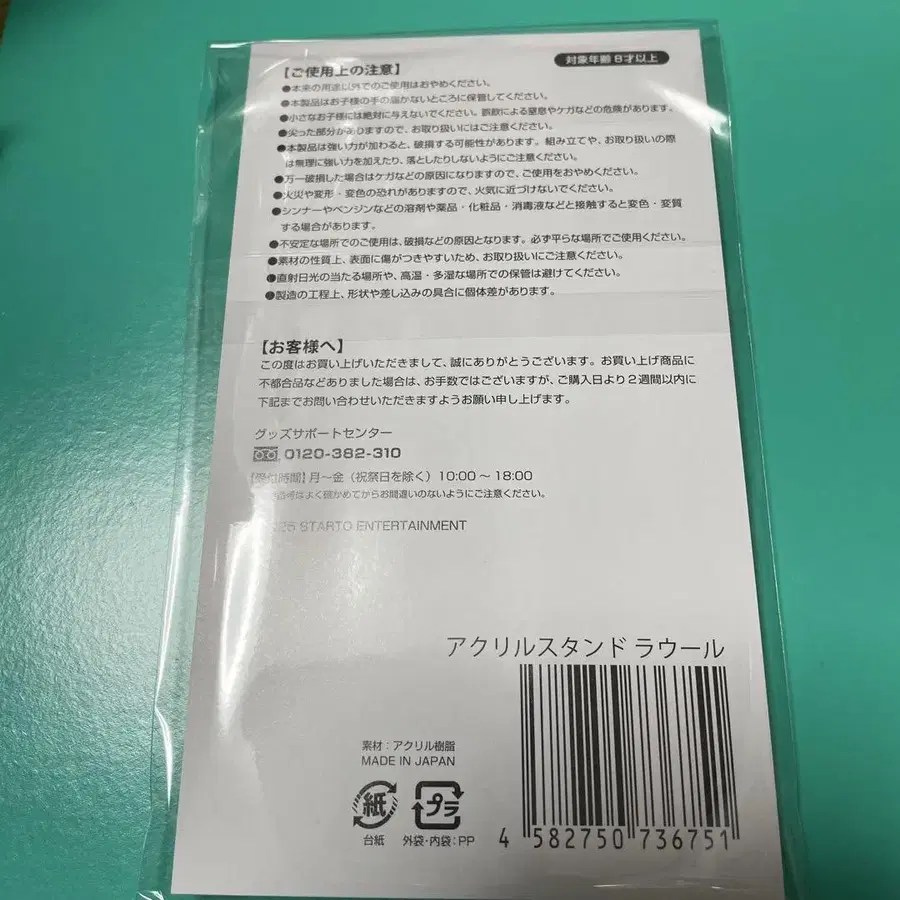 【ご使用上の注意】
対象年齢 8才以上
●本来の用途以外でのご使用はおやめください。
●本製品はお子様の手の届かないところに保管してください。
●小さなお子様には絶対に与えないでください。誤飲による窒息やケガなどの危険があります。
●尖った部分がありますので、お取り扱いにはご注意ください。
●本製品は強い力が加わると、破損する可能性があります。組み立てや、お取り扱いの際
は無理に強い力を加えたり、落としたりしないようにご注意ください。
●万一破損した場合はケガなどの原因になりますので、ご使用をおやめください。
●火災や変形・変色の恐れがありますので、火気に近づけないでください。
●シンナーやベンジンなどの溶剤や薬品・化粧品・消毒液などと接触すると変色・変質
する場合があります。
●不安定な場所でのご使用は、破損などの原因となります。必ず平らな場所でご使用ください。
●素材の性質上、表面に傷がつきやすいため、お取り扱いにご注意ください。
●直射日光の当たる場所や、高温・多湿な場所での保管は避けてください。
●製造の工程上、形状や差し込みの具合に個体差があります。
【お客様へ】
この度はお買い上げいただきまして、誠にありがとうございます。お買い上げ商品に
不都合品などありました場合は、お手数ではございますが、ご購入日より2週間以内に
下記までお問い合わせいただきますようお願い申し上げます。
グッズサポートセンター
0120-382-310
【受付時間】月〜金（祝祭日を除く）10:00〜18:00
はよく確かめてからお間違いのないようにご注意ください。
STARTO ENTERTAINMENT
アクリルスタンド ラウール
素材：アクリル樹脂
MADE IN JAPAN
紙 プラ
台紙 外袋・内袋：PP
4 582750 736751